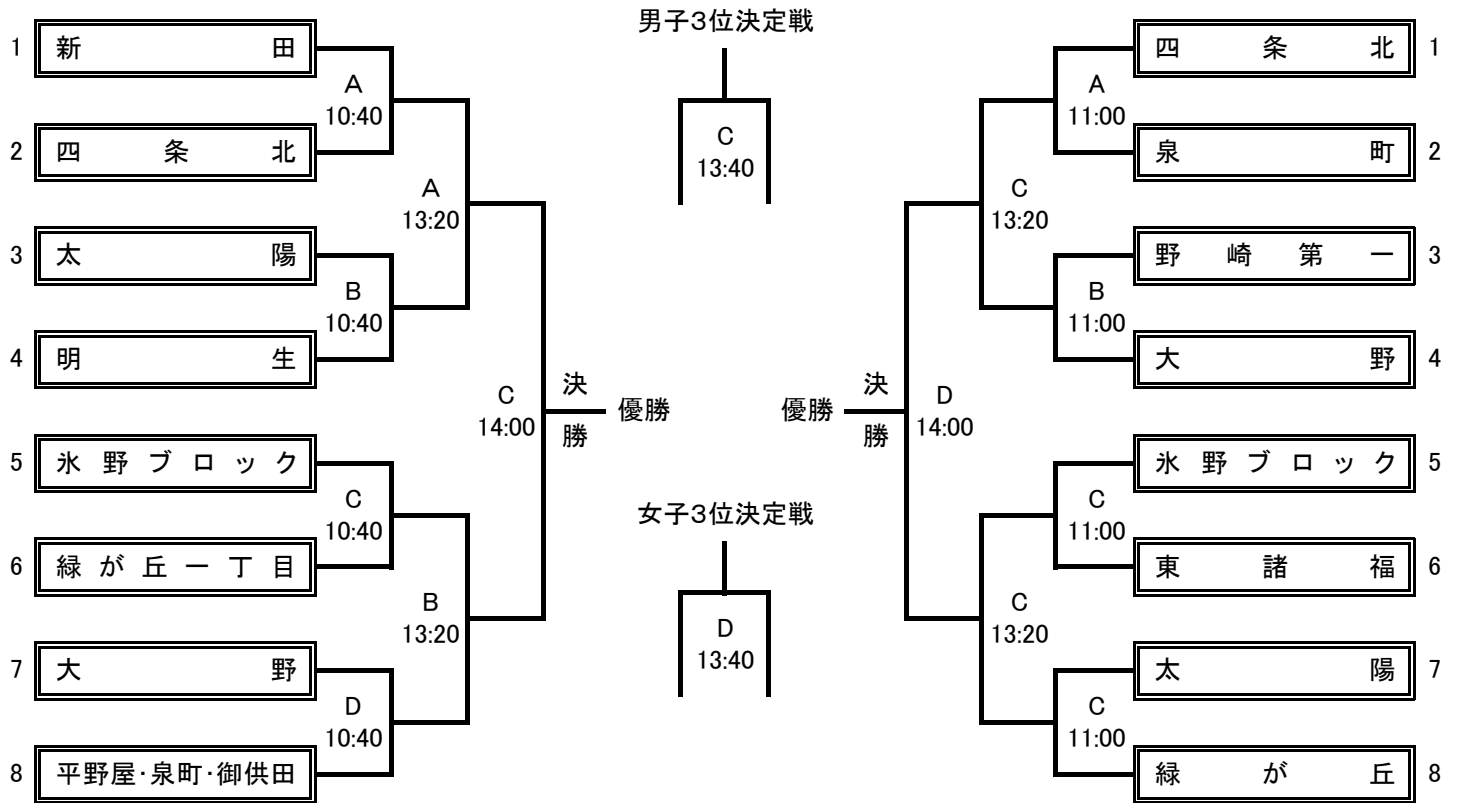 男子3位決定戦
1 新田
A
10:40
2 四条北
A
13:20
3 太陽
B
10:40
4 明生
C
14:00
決
勝
優勝
5 氷野ブロック
C
10:40
6 緑が丘一丁目
B
13:20
7 大野
D
10:40
8 平野屋･泉町･御供田
C
13:40
女子3位決定戦
D
13:40
四条北 1
A
11:00
泉町 2
C
13:20
野崎第一 3
B
11:00
大野 4
優勝
決
勝
D
14:00
氷野ブロック 5
C
11:00
東諸福 6
C
13:20
太陽 7
C
11:00
緑が丘 8